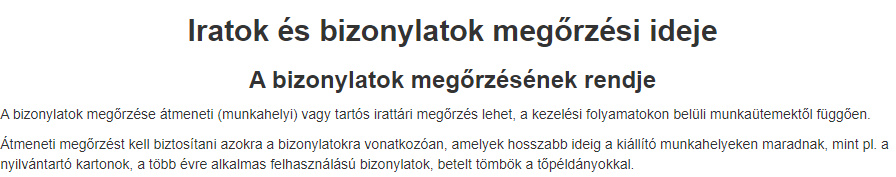 Iratok és bizonylatok megőrzési ideje
A bizonylatok megőrzésének rendje
A bizonylatok megőrzése átmeneti (munkahelyi) vagy tartós irattári megőrzés lehet, a kezelési folyamatokon belüli munkaütemektől függően.
Átmeneti megőrzést kell biztosítani azokra a bizonylatokra vonatkozóan, amelyek hosszabb ideig a kiállító munkahelyeken maradnak, mint pl. a
nyilvántartó kartonok, a több évre alkalmas felhasználású bizonylatok, betelt tömbök a tőpéldányokkal.